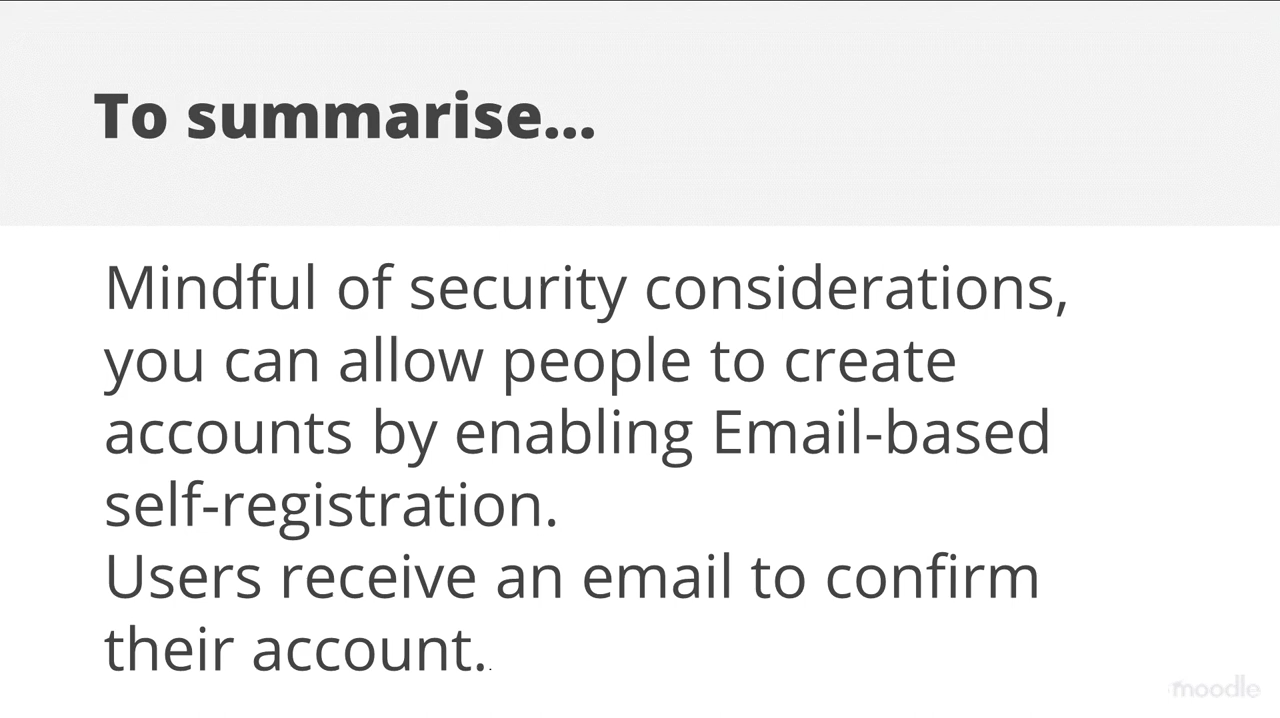 To summarise...
Mindful of security considerations,
you can allow people to create
accounts by enabling Email-based
self-registration.
Users receive an email to confirm
their account..
moodle